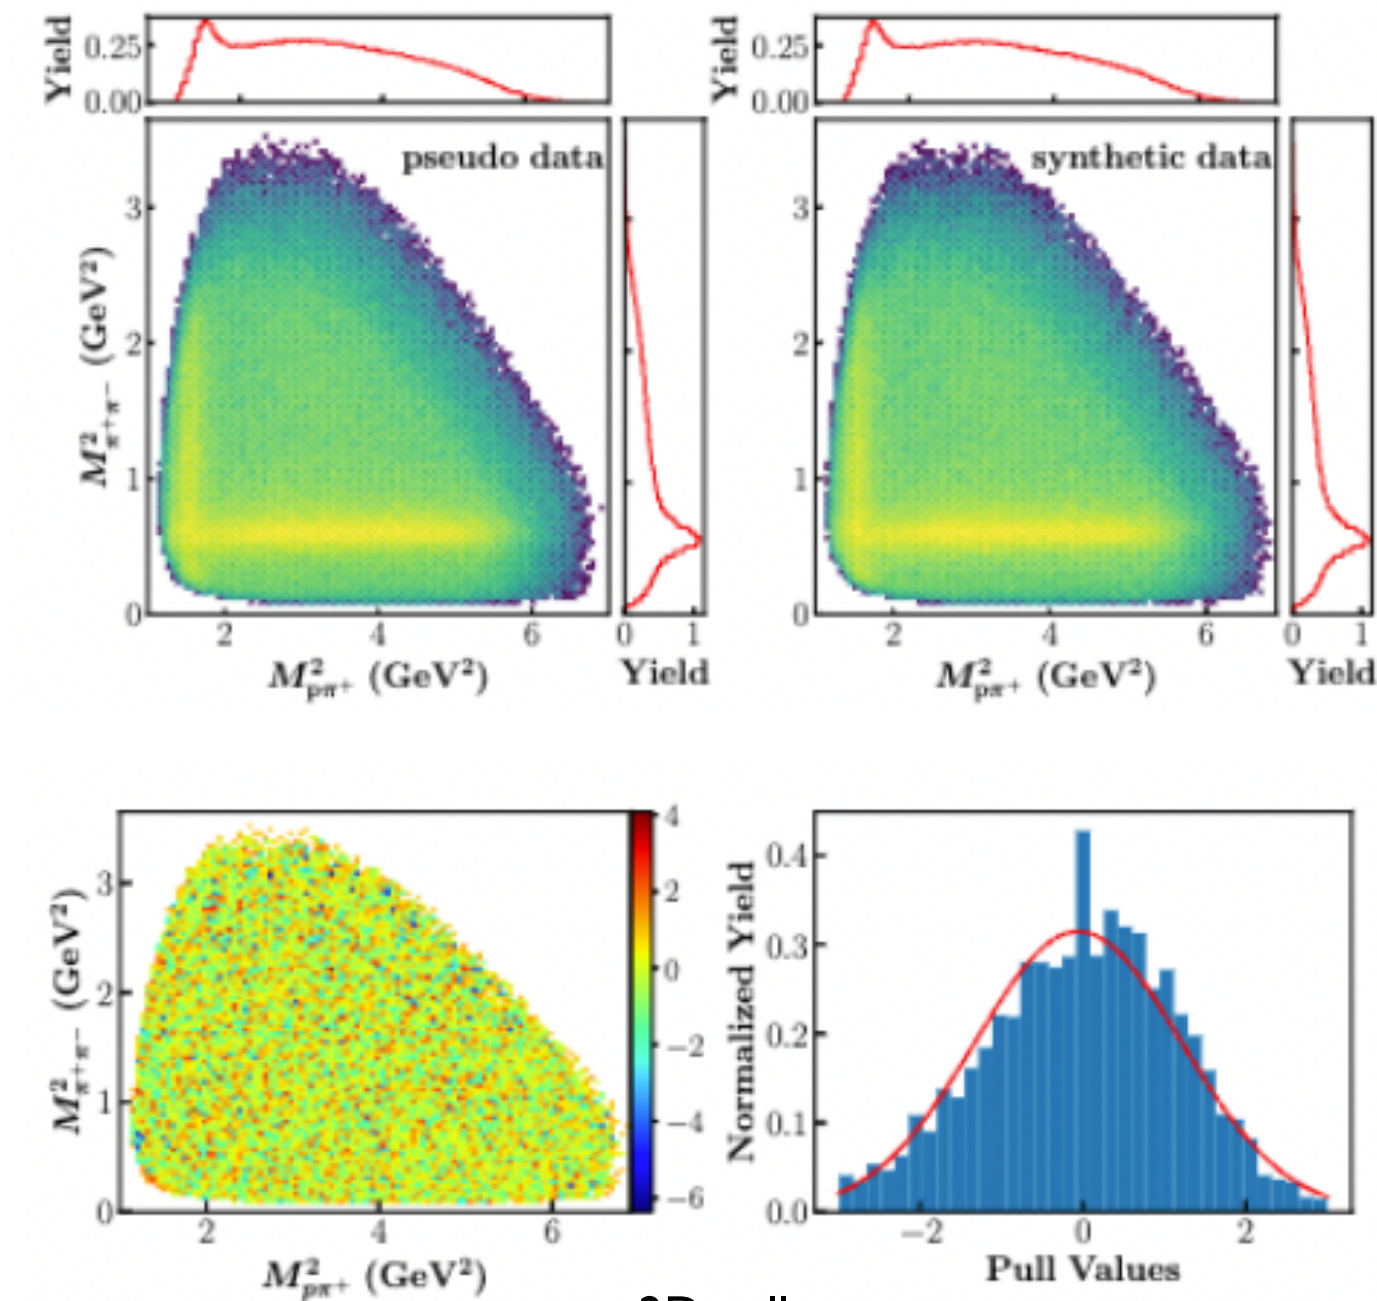 Yield
0.25
0.00
Yield
0.25
0.00
pseudo data
M²π⁺π⁻ (GeV²)
3
2
1
0
2 4 6
M²pπ⁺ (GeV²)
0 1
Yield
synthetic data
3
2
1
0
2 4 6
M²pπ⁺ (GeV²)
0 1
Yield
M²π⁺π⁻ (GeV²)
3
2
1
0
2 4 6
M²pπ⁺ (GeV²)
4
2
0
−2
−4
−6
Normalized Yield
0.4
0.3
0.2
0.1
0.0
−2 0 2
Pull Values